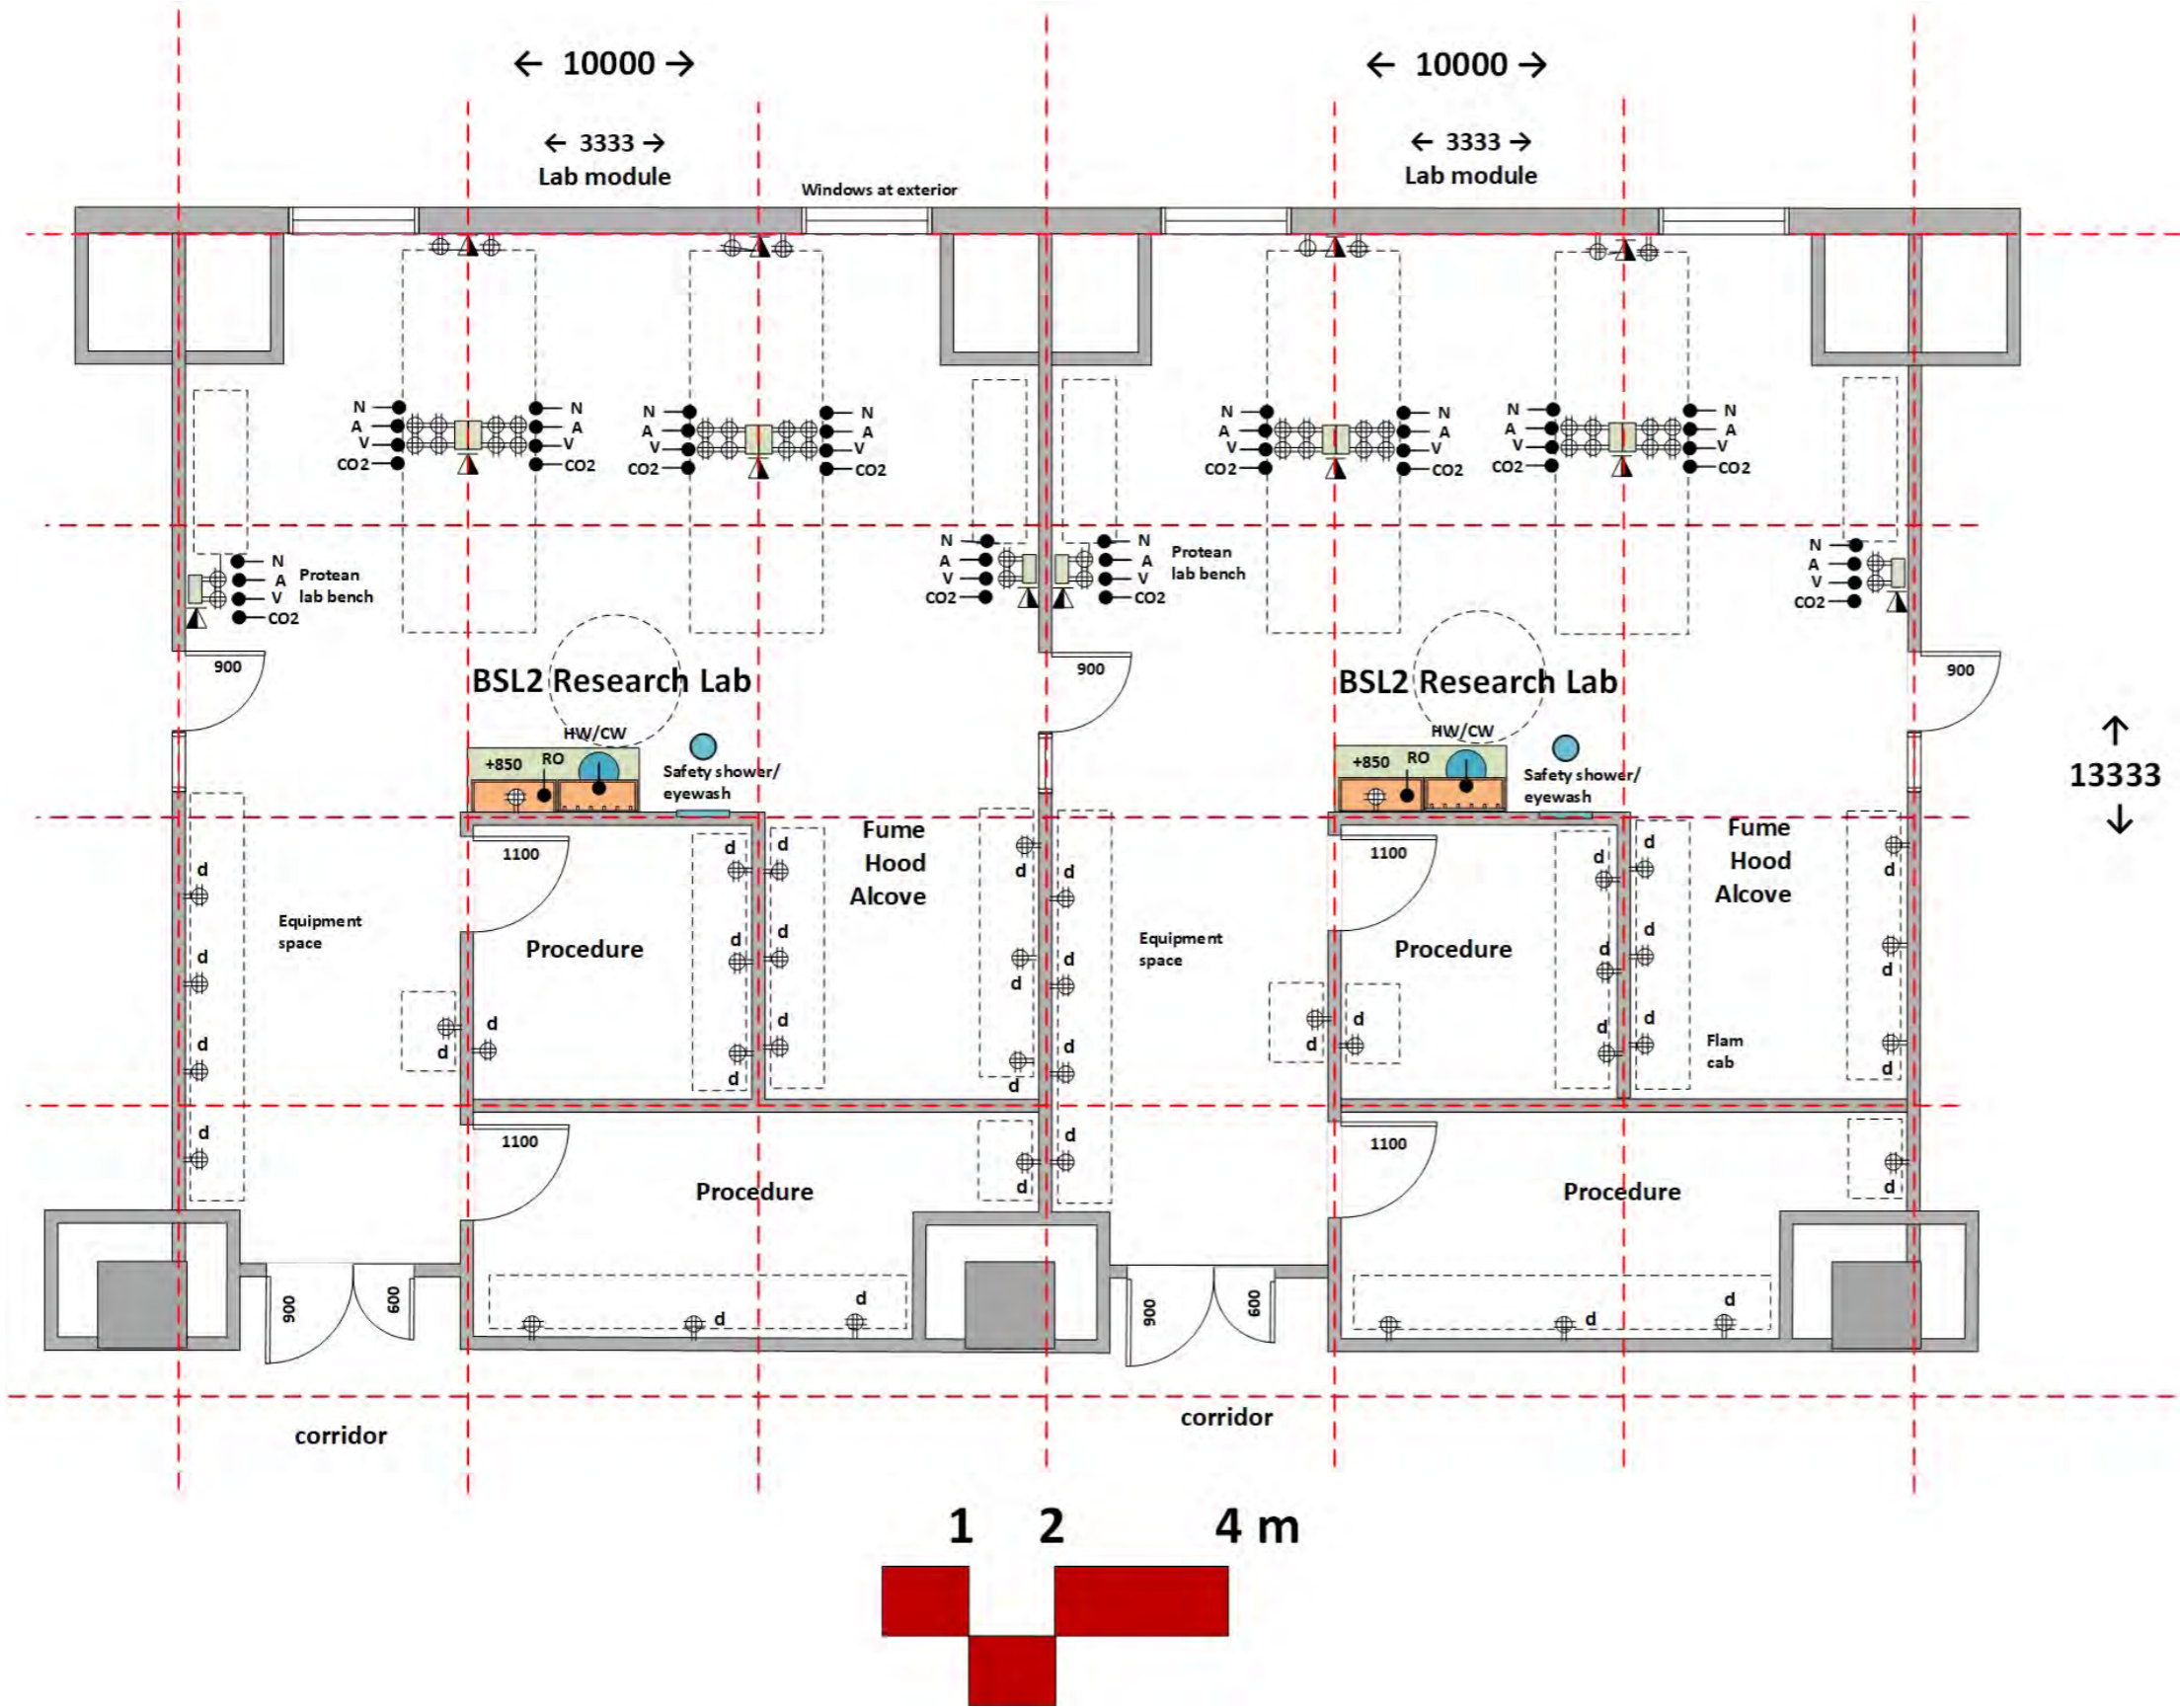 ← 10000 →
← 10000 →
← 3333 →
Lab module
← 3333 →
Lab module
Windows at exterior
N
A
V
CO2
N
A
V
CO2
N
A
V
CO2
N
A
V
CO2
N
A
V
CO2
N
A
V
CO2
N
A
V
CO2
N
A
V
CO2
N
A
V
CO2
Protean
lab bench
N
A
V
CO2
N
A
V
CO2
Protean
lab bench
N
A
V
CO2
900
BSL2 Research Lab
900
BSL2 Research Lab
900
↑
13333
↓
HW/CW
+850
RO
Safety shower/
eyewash
HW/CW
+850
RO
Safety shower/
eyewash
1100
Fume
Hood
Alcove
1100
Fume
Hood
Alcove
d
d
d
d
Equipment
space
d
d
Procedure
d
d
d
d
d
d
d
d
d
d
d
d
d
d
Equipment
space
d
d
Procedure
d
d
d
d
d
d
Flam
cab
d
d
d
1100
Procedure
d
1100
Procedure
d
900
600
d
d
900
600
d
d
corridor
corridor
1 2 4 m